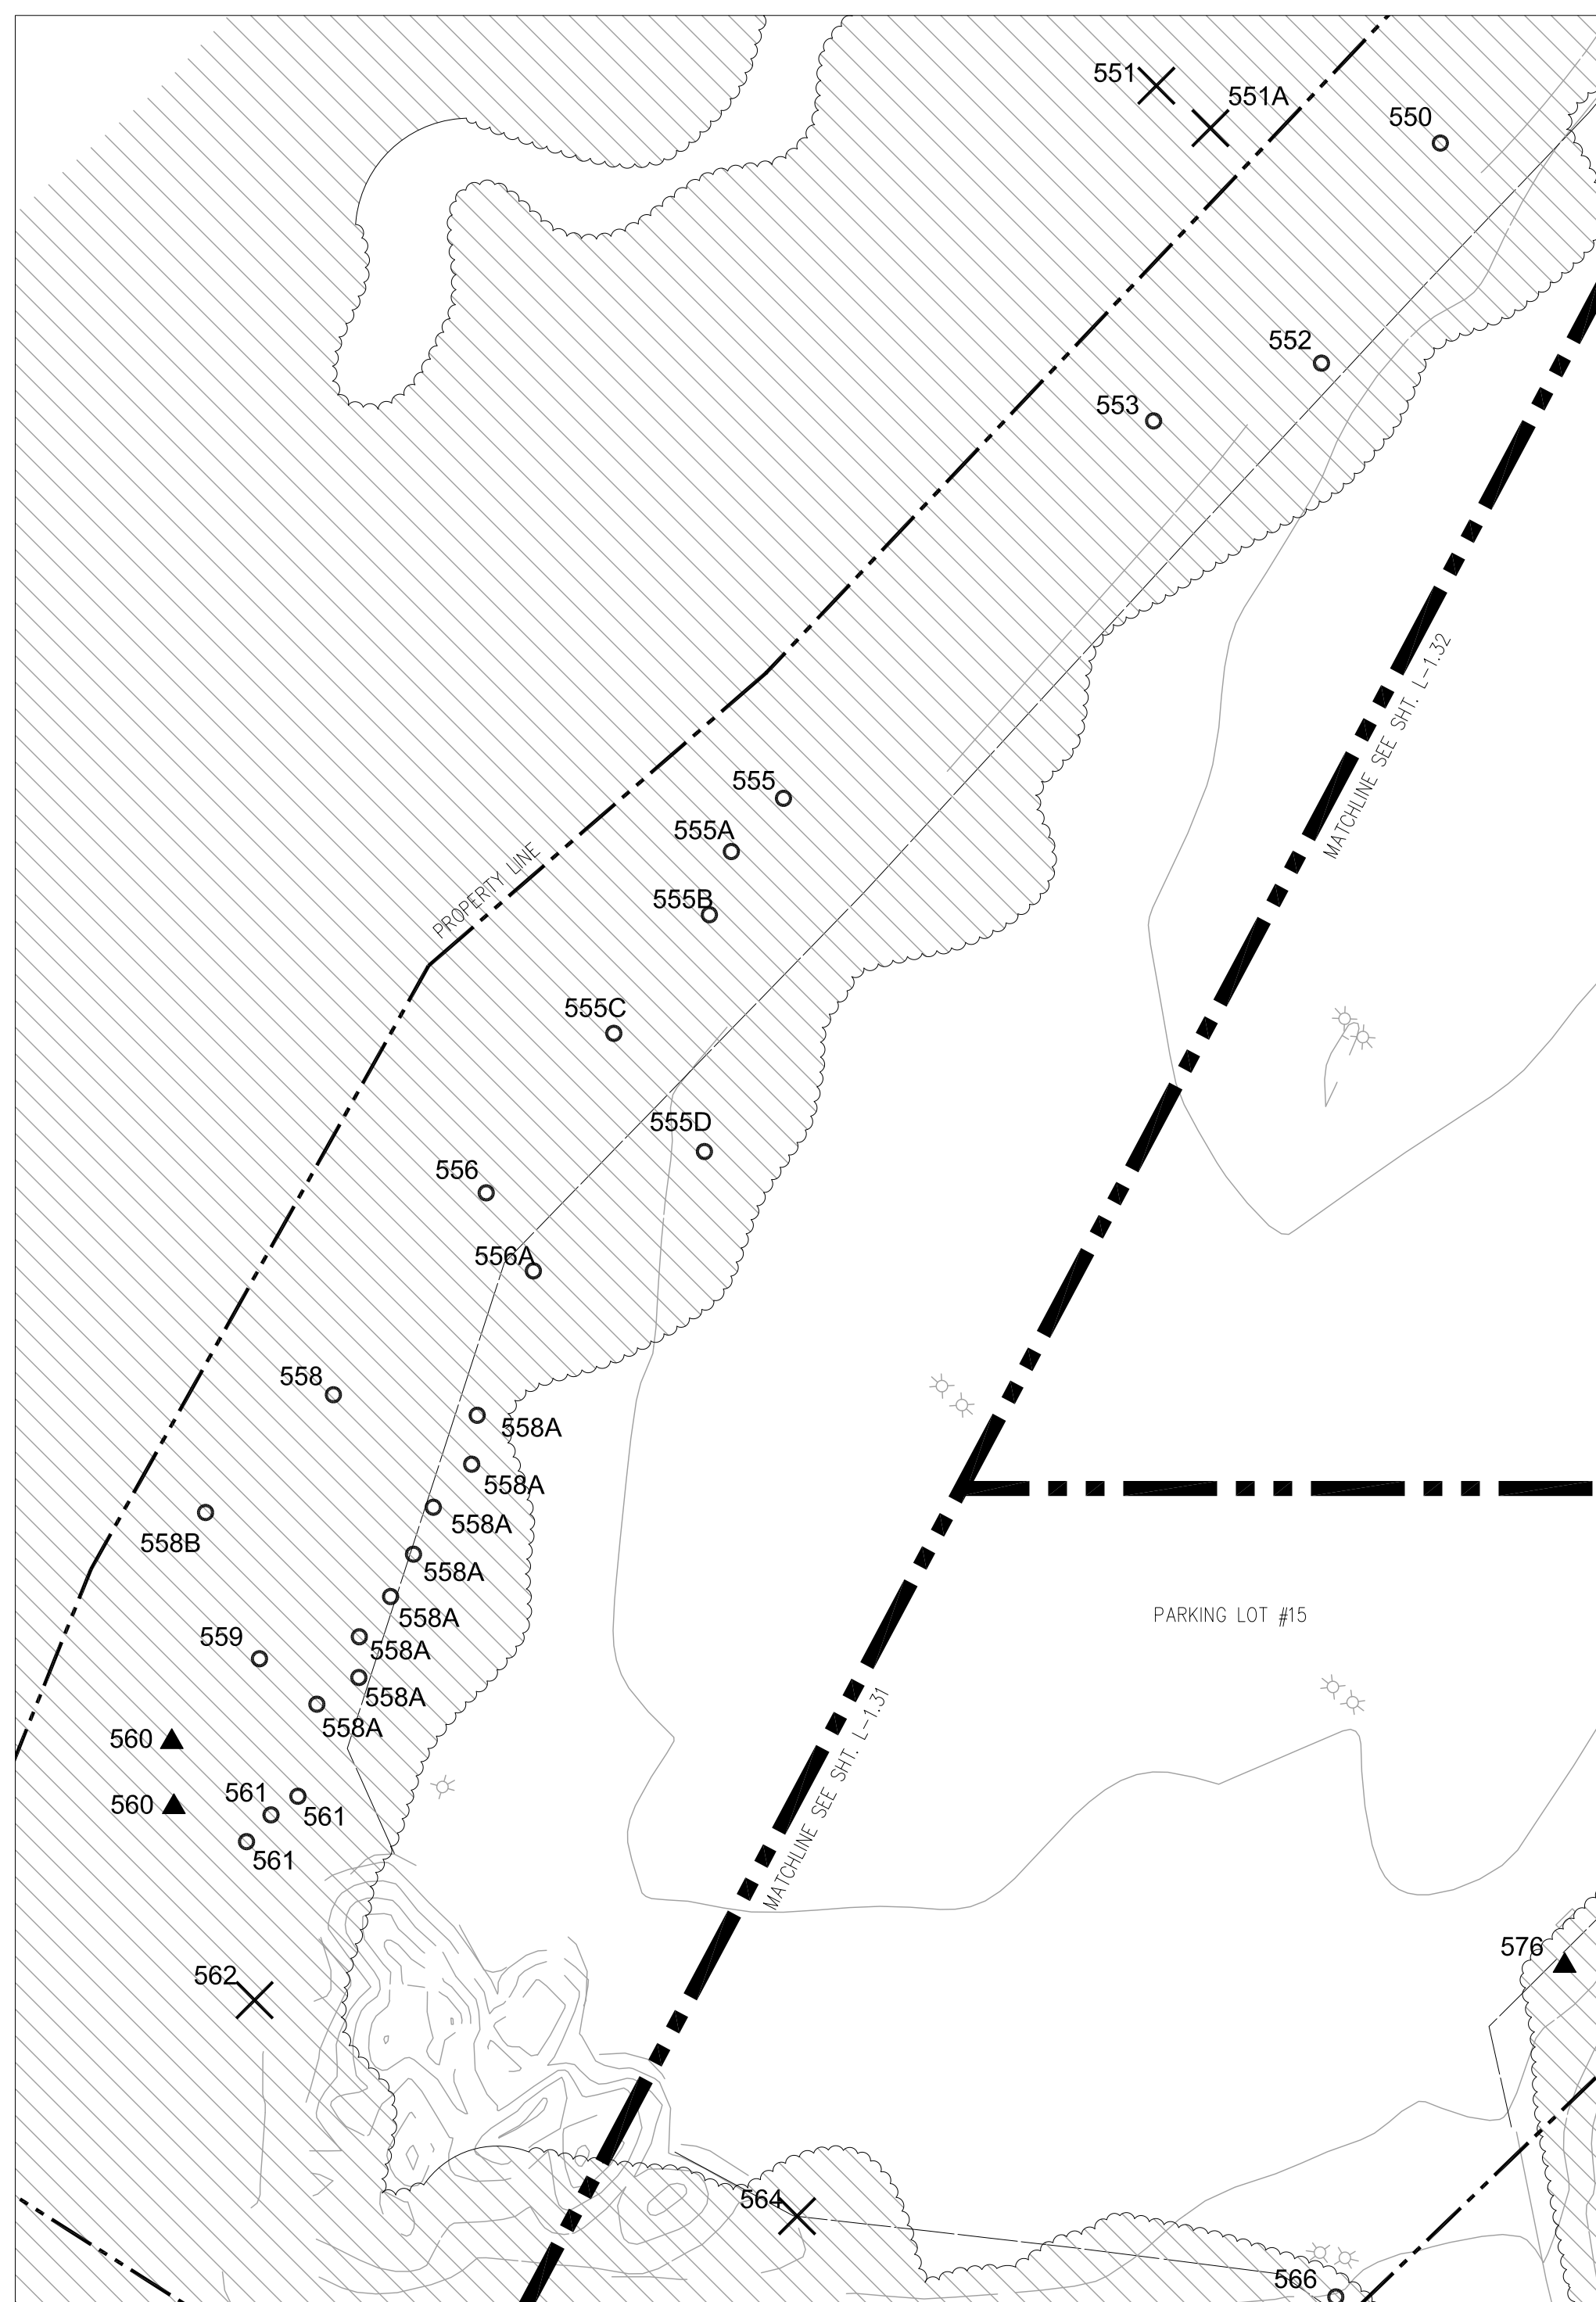 551
551A
550
552
553
MATCHLINE SEE SHT. L-1.32
555
555A
PROPERTY LINE
555B
555C
555D
556
556A
558
558A
558A
558A
558B
558A
PARKING LOT #15
558A
559
558A
558A
558A
560
MATCHLINE SEE SHT. L-1.31
561
560
561
561
576
562
564
566